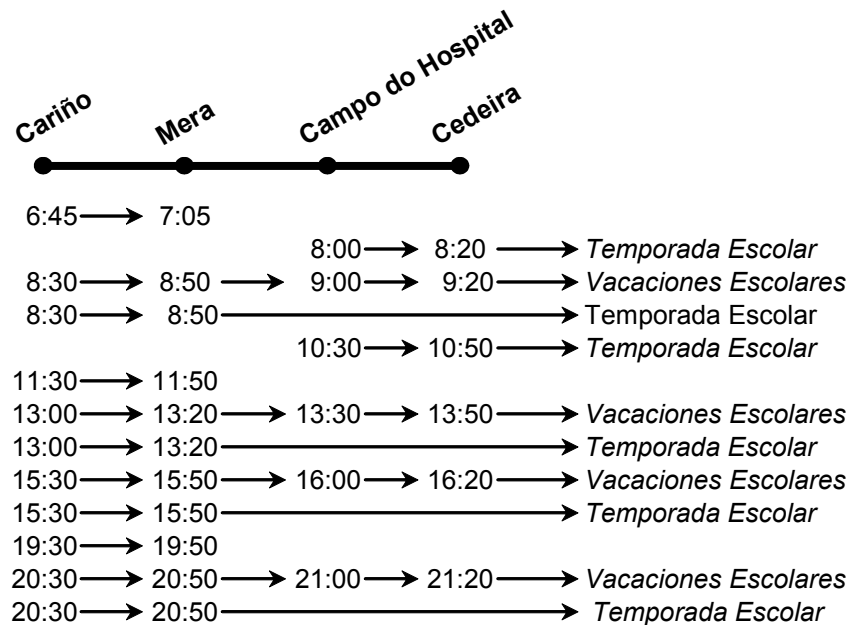 Cariño
Mera
Campo do Hospital
Cedeira
6:45 7:05
8:00 8:20 Temporada Escolar
8:30 8:50 9:00 9:20 Vacaciones Escolares
8:30 8:50 Temporada Escolar
10:30 10:50 Temporada Escolar
11:30 11:50
13:00 13:20 13:30 13:50 Vacaciones Escolares
13:00 13:20 Temporada Escolar
15:30 15:50 16:00 16:20 Vacaciones Escolares
15:30 15:50 Temporada Escolar
19:30 19:50
20:30 20:50 21:00 21:20 Vacaciones Escolares
20:30 20:50 Temporada Escolar